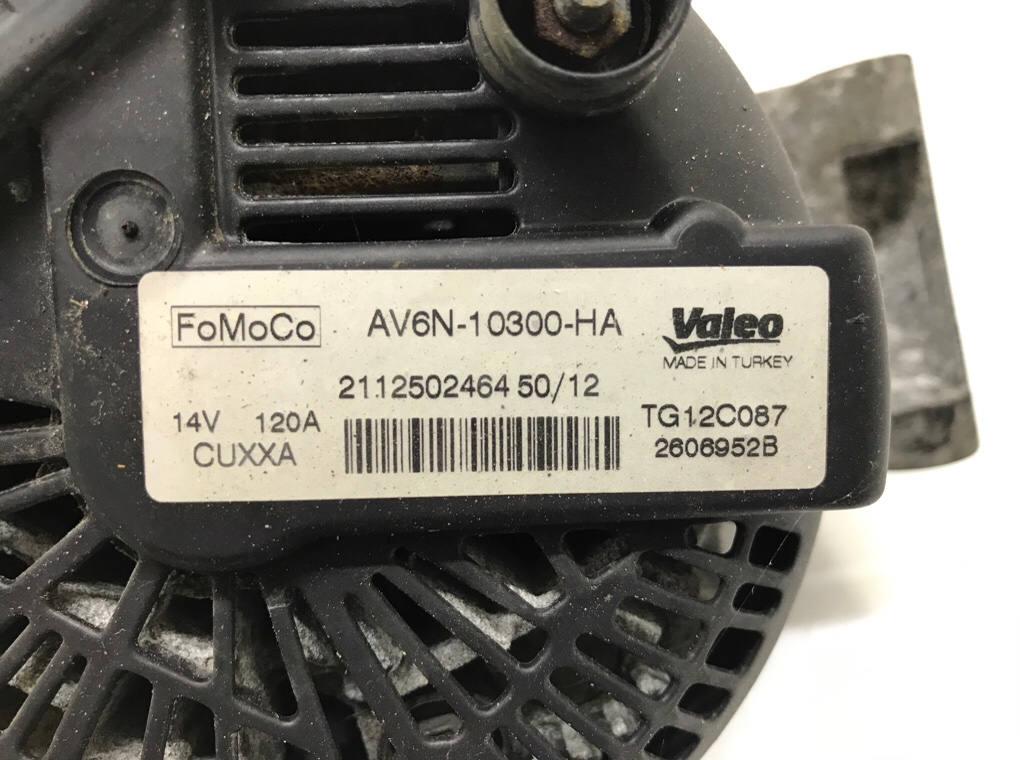 FoMoCo AV6N-10300-HA Valeo
MADE IN TURKEY
2112502464 50/12
14V 120A TG12C087
CUXXA 2606952B